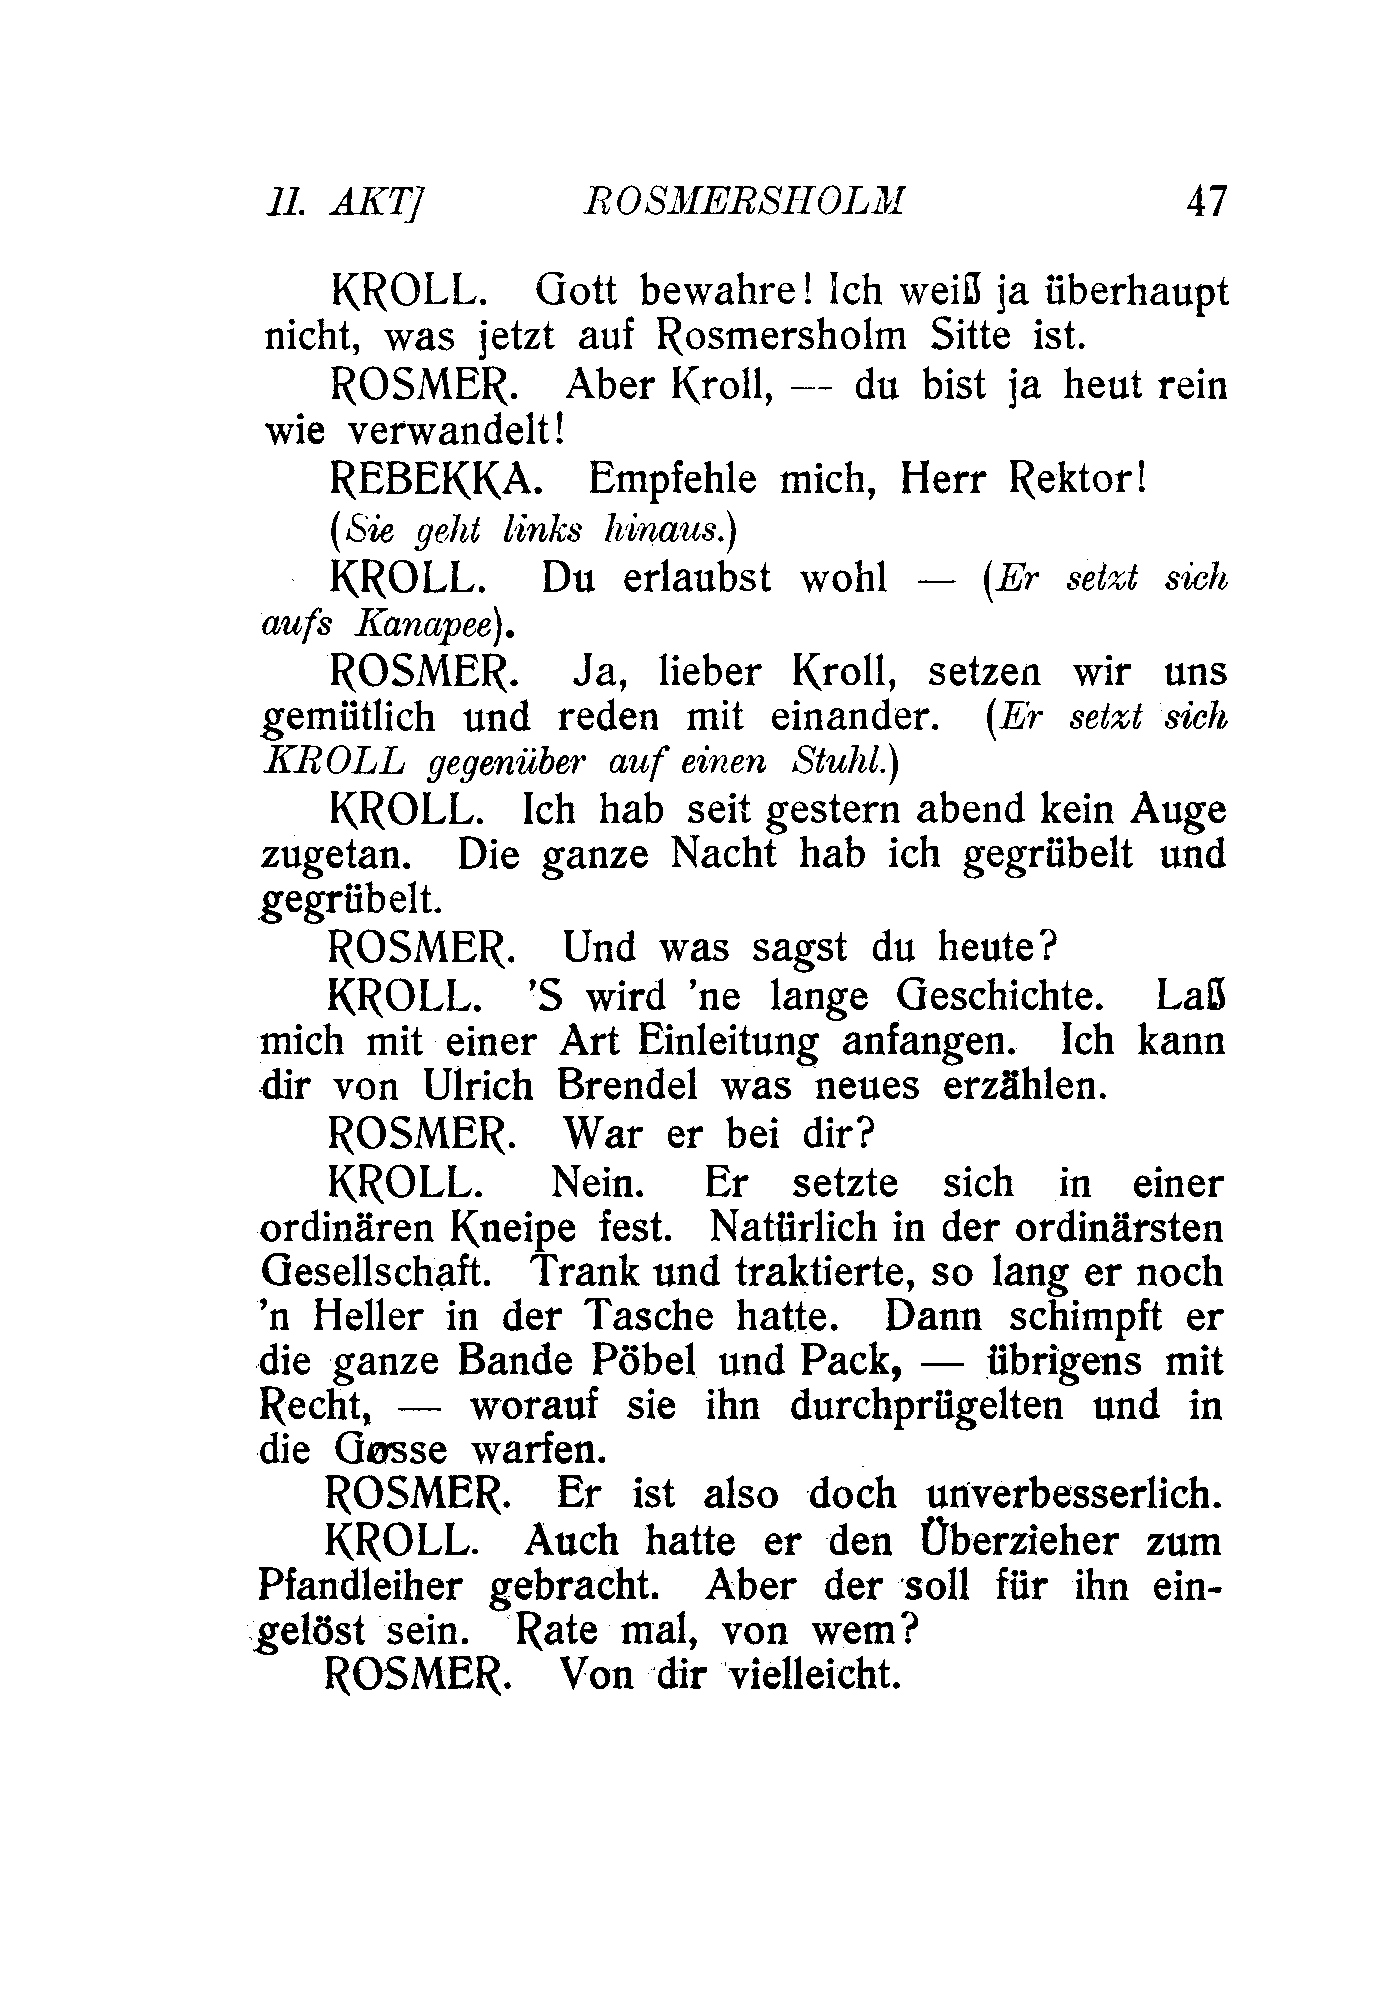 II. AKT] ROSMERSHOLM 47
KROLL. Gott bewahre! Ich weiß ja überhaupt
nicht, was jetzt auf Rosmersholm Sitte ist.
ROSMER. Aber Kroll, — du bist ja heut rein
wie verwandelt!
REBEKKA. Empfehle mich, Herr Rektor!
(Sie geht links hinaus.)
KROLL. Du erlaubst wohl — (Er setzt sich
aufs Kanapee).
ROSMER. Ja, lieber Kroll, setzen wir uns
gemütlich und reden mit einander. (Er setzt sich
KROLL gegenüber auf einen Stuhl.)
KROLL. Ich hab seit gestern abend kein Auge
zugetan. Die ganze Nacht hab ich gegrübelt und
gegrübelt.
ROSMER. Und was sagst du heute?
KROLL. 'S wird 'ne lange Geschichte. Laß
mich mit einer Art Einleitung anfangen. Ich kann
dir von Ulrich Brendel was neues erzählen.
ROSMER. War er bei dir?
KROLL. Nein. Er setzte sich in einer
ordinären Kneipe fest. Natürlich in der ordinärsten
Gesellschaft. Trank und traktierte, so lang er noch
'n Heller in der Tasche hatte. Dann schimpft er
die ganze Bande Pöbel und Pack, — übrigens mit
Recht, — worauf sie ihn durchprügelten und in
die Gosse warfen.
ROSMER. Er ist also doch unverbesserlich.
KROLL. Auch hatte er den Überzieher zum
Pfandleiher gebracht. Aber der soll für ihn ein-
gelöst sein. Rate mal, von wem?
ROSMER. Von dir vielleicht.